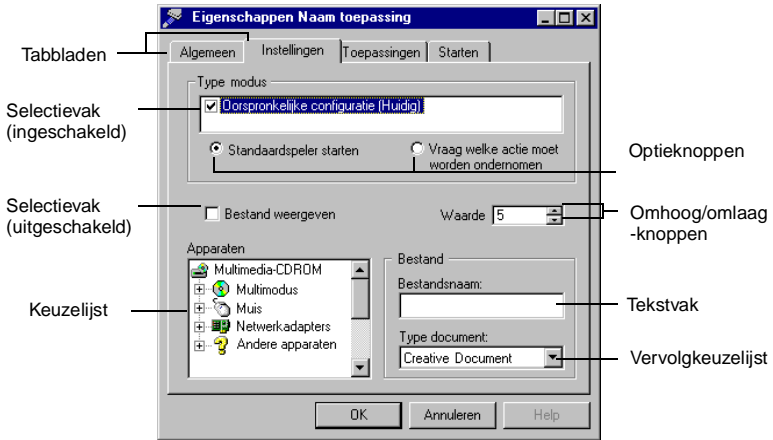 Eigenschappen Naam toepassing
Tabbladen
Algemeen
Instellingen
Toepassingen
Starten
Type modus
Selectievak
(ingeschakeld)
Oorspronkelijke configuratie (Huidig)
Standaardspeler starten
Vraag welke actie moet
worden ondernomen
Optieknoppen
Selectievak
(uitgeschakeld)
Bestand weergeven
Waarde 5
Omhoog/omlaag
-knoppen
Apparaten
Multimedia-CDROM
Multimodus
Muis
Netwerkadapters
Andere apparaten
Keuzelijst
Bestand
Bestandsnaam:
Tekstvak
Type document:
Creative Document
Vervolgkeuzelijst
OK
Annuleren
Help